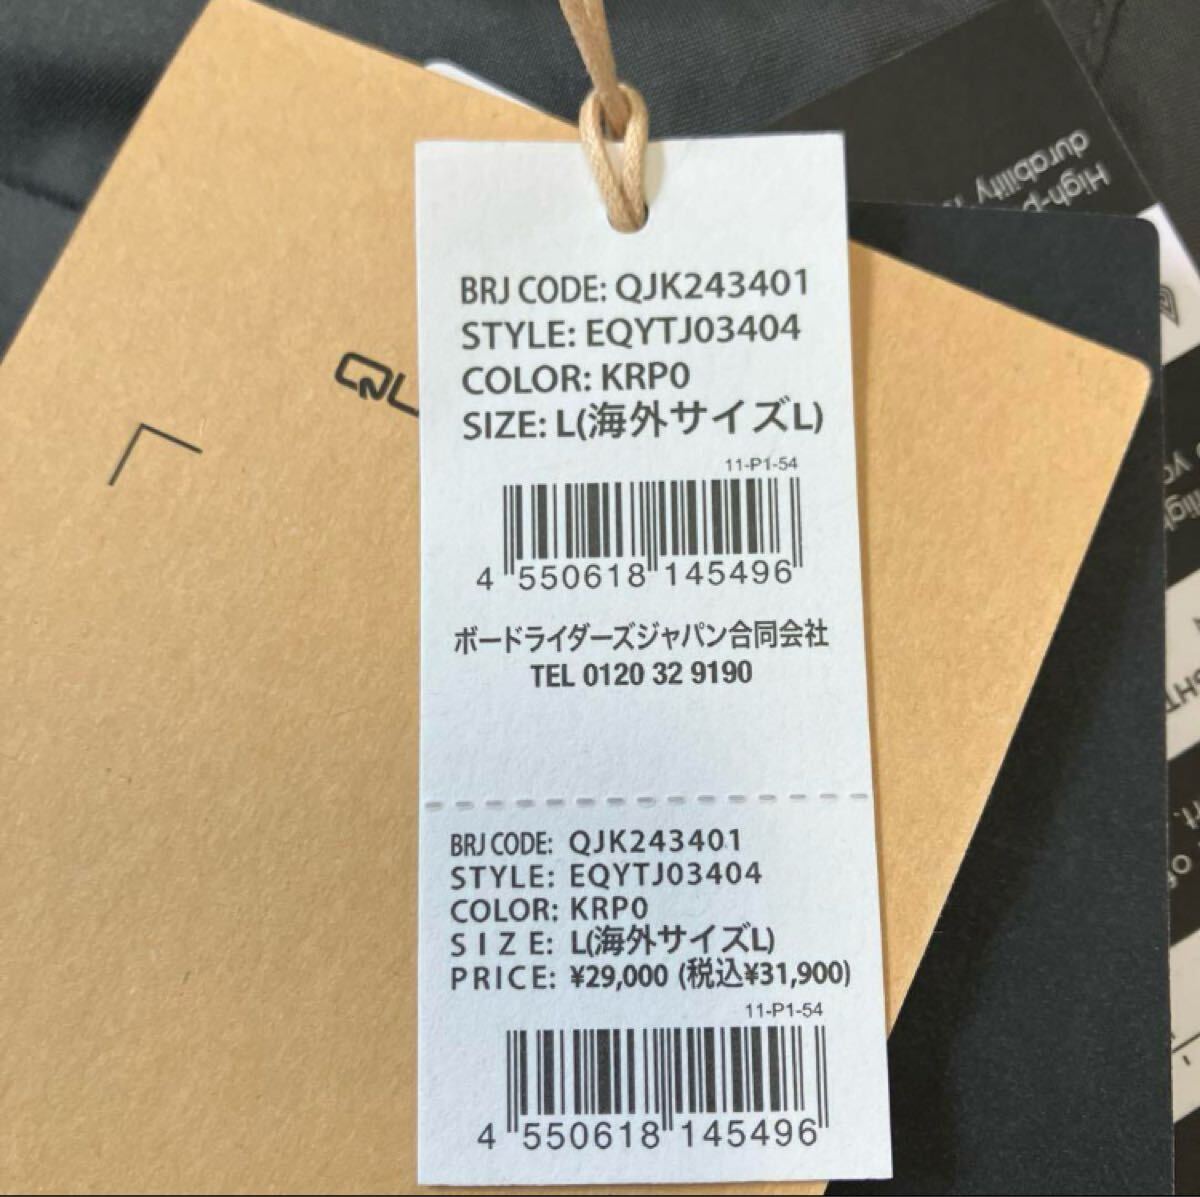 BRJ CODE: QJK243401
STYLE: EQYTJ03404
COLOR: KRP0
SIZE: L(海外サイズL)
11-P1-54
4 550618 145496
ボードライダーズジャパン合同会社
TEL 0120 32 9190
BRJ CODE: QJK243401
STYLE: EQYTJ03404
COLOR: KRP0
SIZE: L(海外サイズL)
PRICE: ¥29,000 (税込¥31,900)
11-P1-54
4 550618 145496
durability